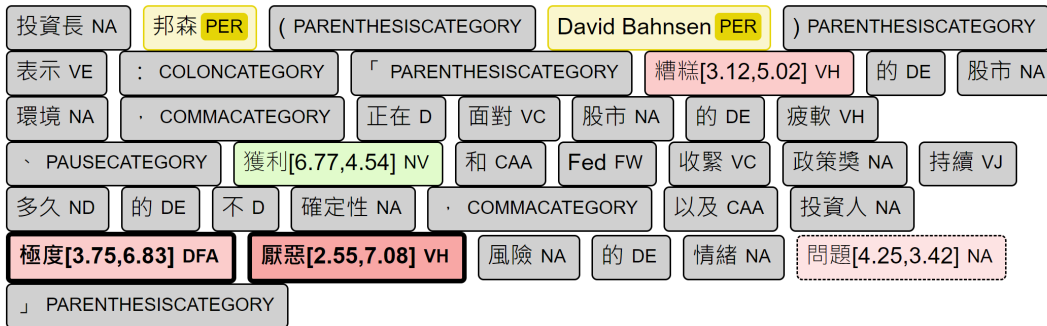 投資長 NA 邦森 PER ( PARENTHESISCATEGORY David Bahnsen PER ) PARENTHESISCATEGORY
表示 VE : COLONCATEGORY 「 PARENTHESISCATEGORY 糟糕[3.12,5.02] VH 的 DE 股市 NA
環境 NA , COMMACATEGORY 正在 D 面對 VC 股市 NA 的 DE 疲軟 VH
、 PAUSECATEGORY 獲利[6.77,4.54] NV 和 CAA Fed FW 收緊 VC 政策獎 NA 持續 VJ
多久 ND 的 DE 不 D 確定性 NA , COMMACATEGORY 以及 CAA 投資人 NA
極度[3.75,6.83] DFA 厭惡[2.55,7.08] VH 風險 NA 的 DE 情緒 NA 問題[4.25,3.42] NA
」 PARENTHESISCATEGORY